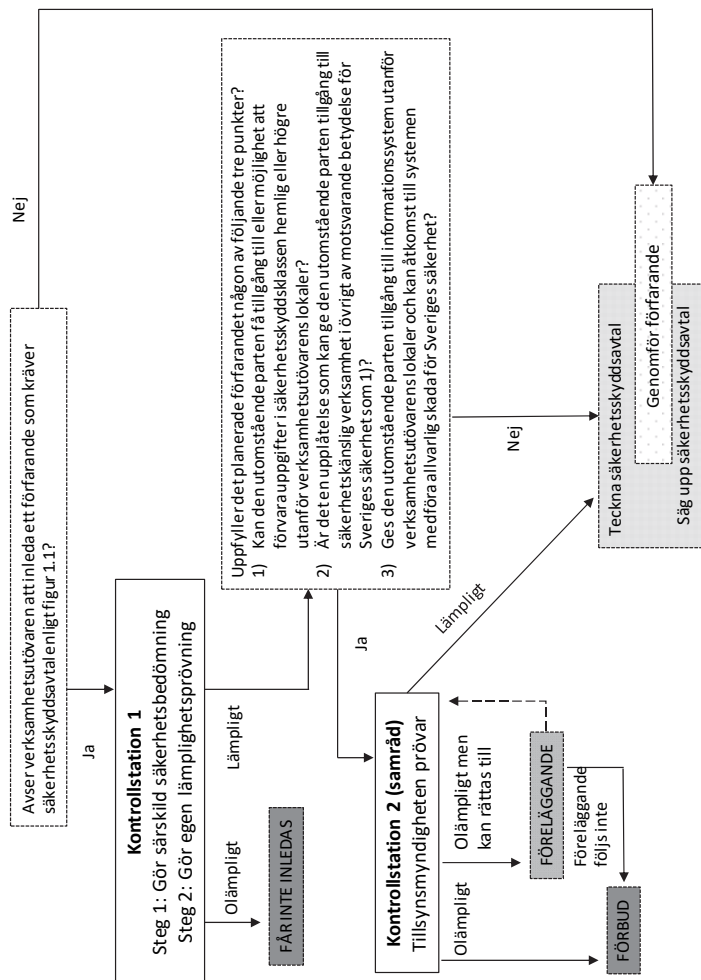 Avser verksamhetsutövaren att inleda ett förfarande som kräver
säkerhetsskyddsavtal enligt figur 1.1?
Nej
Ja
Kontrollstation 1
Steg 1: Gör särskild säkerhetsbedömning
Steg 2: Gör egen lämplighetsprövning
Olämpligt
Lämpligt
FÅR INTE INLEDAS
Uppfyller det planerade förfarandet någon av följande tre punkter?
1) Kan den utomstående parten få tillgång till eller möjlighet att
förvara uppgifter i säkerhetsskyddsklassen hemlig eller högre
utanför verksamhetsutövarens lokaler?
2) Är det en upplåtelse som kan ge den utomstående parten tillgång till
säkerhetskänslig verksamhet i övrigt av motsvarande betydelse för
Sveriges säkerhet som 1)?
3) Ges den utomstående parten tillgång till informationssystem utanför
verksamhetsutövarens lokaler och kan åtkomst till systemen
medföra allvarlig skada för Sveriges säkerhet?
Ja
Nej
Kontrollstation 2 (samråd)
Tillsynsmyndigheten prövar
Lämpligt
Olämpligt
Olämpligt men
kan rättas till
FÖRELÄGGANDE
Föreläggande
följs inte
FÖRBUD
Teckna säkerhetsskyddsavtal
Genomför förfarande
Säg upp säkerhetsskyddsavtal